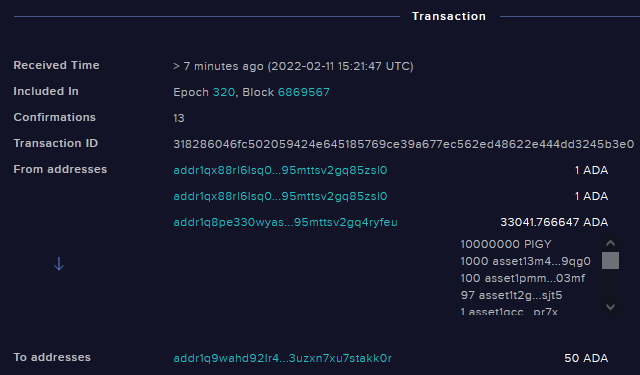 Transaction
Received Time > 7 minutes ago (2022-02-11 15:21:47 UTC)
Included In Epoch 320, Block 6869567
Confirmations 13
Transaction ID 318286046fc502059424e645185769ce39a677ec562ed48622e444dd3245b3e0
From addresses addr1qx88rl6lsq0...95mttsv2gq85zsl0 1 ADA
addr1qx88rl6lsq0...95mttsv2gq85zsl0 1 ADA
addr1q8pe330wyas...95mttsv2gq4ryfeu 33041.766647 ADA
10000000 PIGY
1000 asset13m4...9qg0
100 asset1pmm...03mf
97 asset1t2g...sjt5
1 asset1gcc...pr7x
To addresses addr1q9wahd92lr4...3uzxn7xu7stakk0r 50 ADA